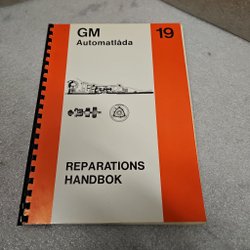 GM
19
Automatlåda
REPARATIONS
HANDBOK